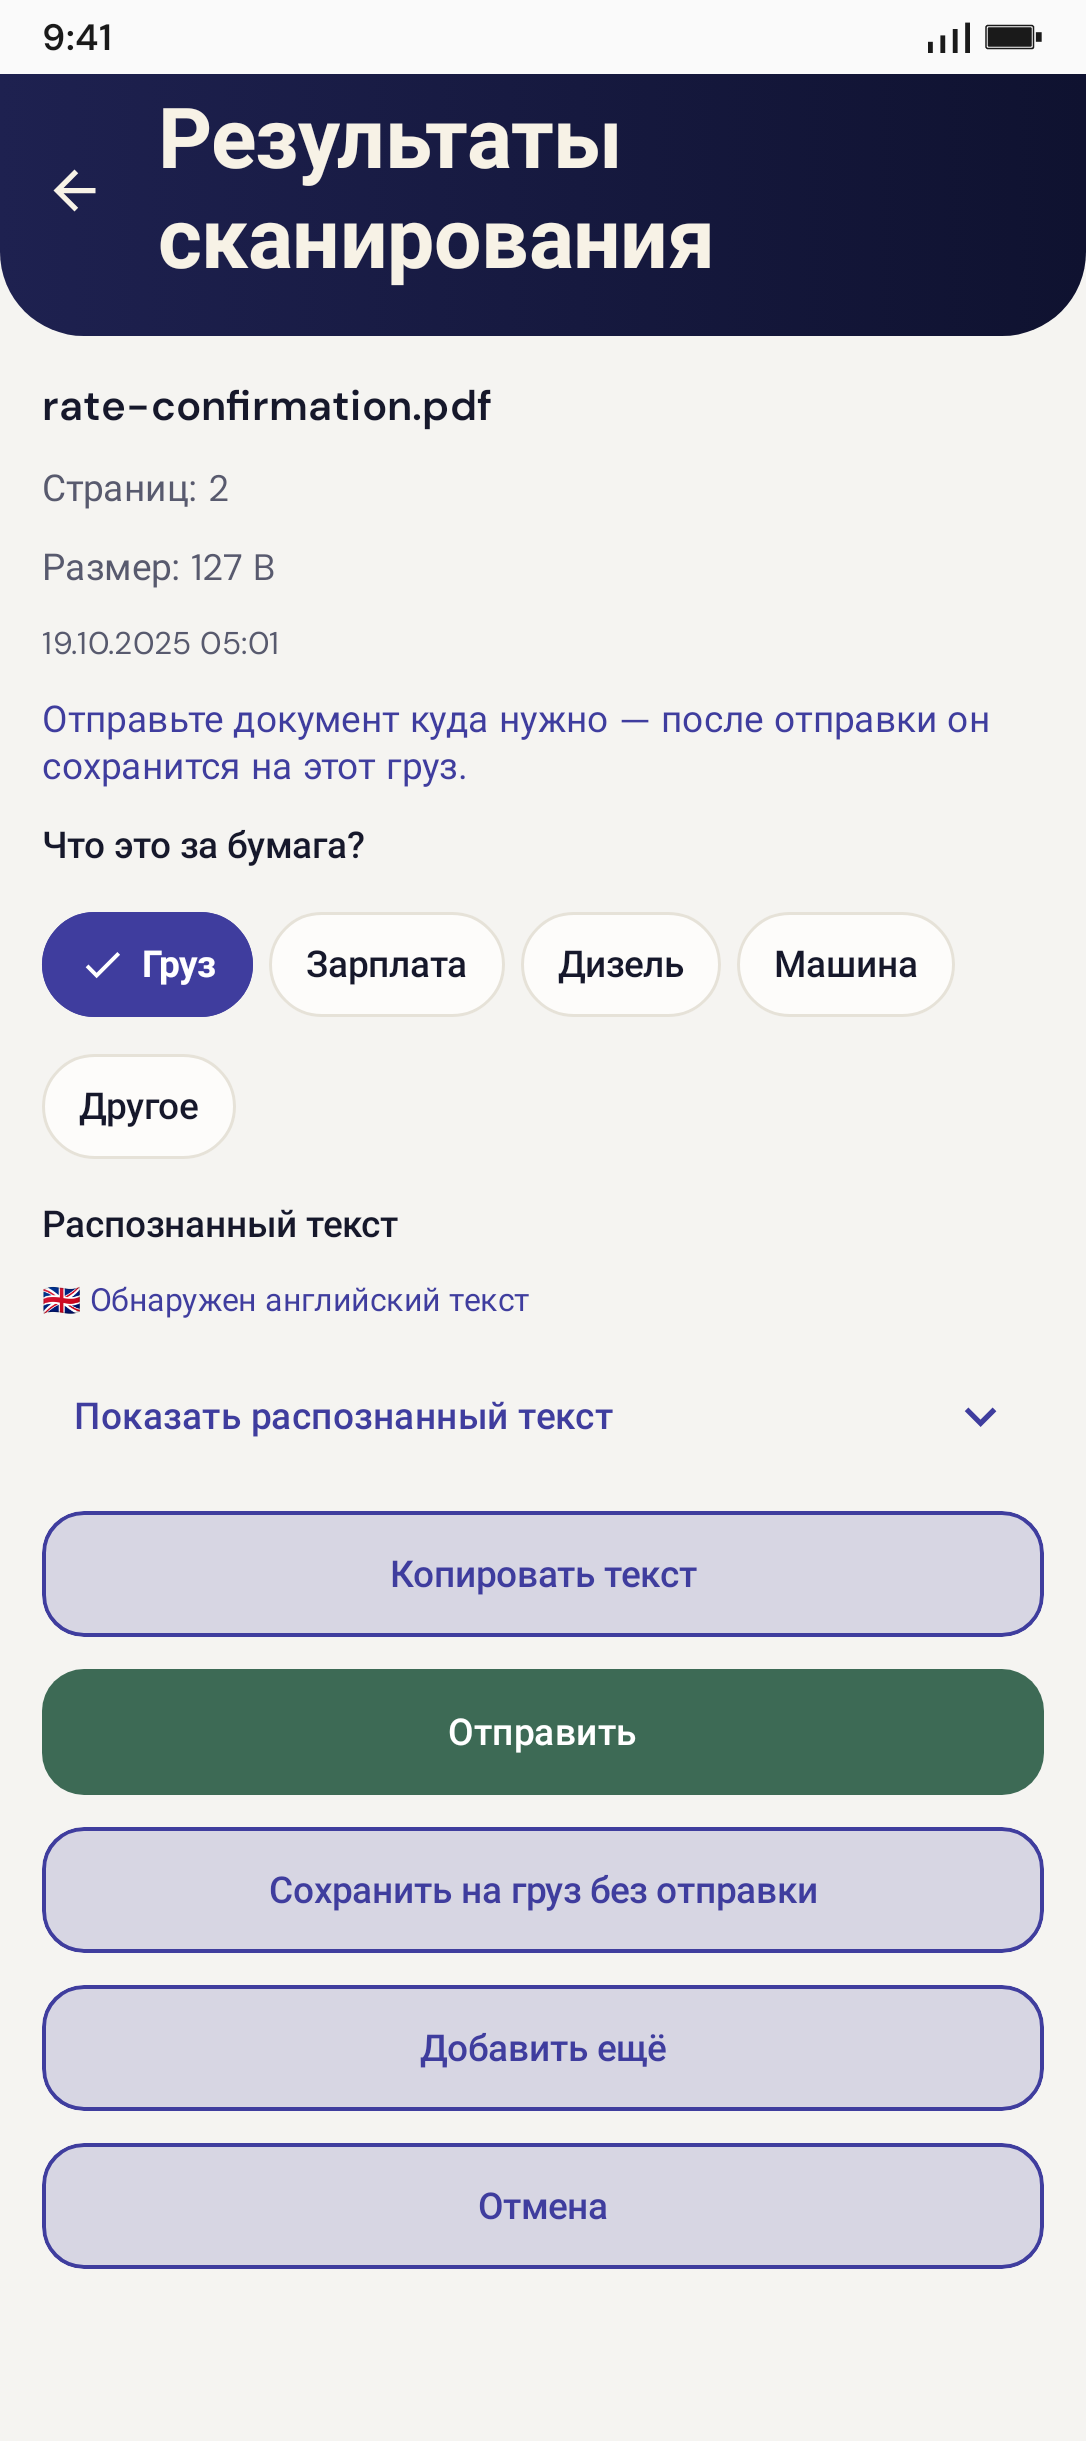 9:41
Результаты
сканирования
rate-confirmation.pdf
Страниц: 2
Размер: 127 B
19.10.2025 05:01
Отправьте документ куда нужно — после отправки он
сохранится на этот груз.
Что это за бумага?
Груз Зарплата Дизель Машина
Другое
Распознанный текст
🇬🇧 Обнаружен английский текст
Показать распознанный текст
Копировать текст
Отправить
Сохранить на груз без отправки
Добавить ещё
Отмена